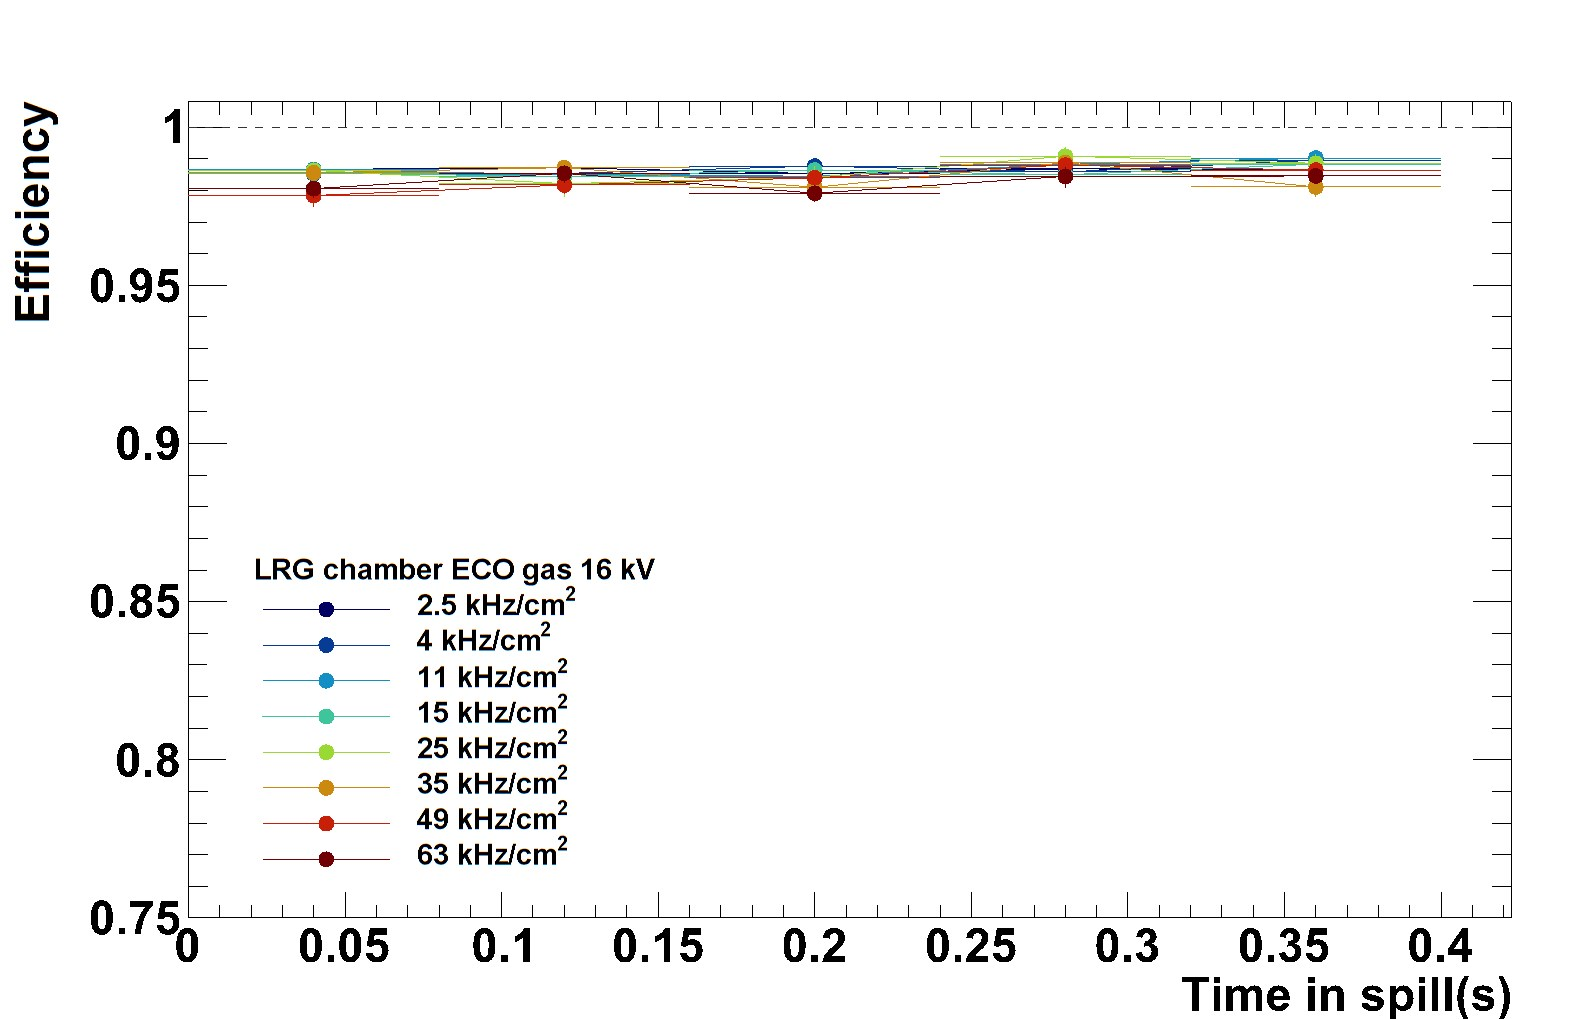 Efficiency
1
0.95
0.9
0.85
0.8
0.75
LRG chamber ECO gas 16 kV
2.5 kHz/cm²
4 kHz/cm²
11 kHz/cm²
15 kHz/cm²
25 kHz/cm²
35 kHz/cm²
49 kHz/cm²
63 kHz/cm²
0 0.05 0.1 0.15 0.2 0.25 0.3 0.35 0.4
Time in spill(s)